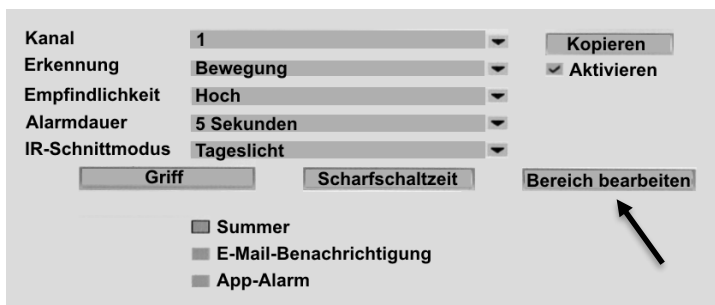 Kanal 1 Kopieren
Erkennung Bewegung Aktivieren
Empfindlichkeit Hoch
Alarmdauer 5 Sekunden
IR-Schnittmodus Tageslicht
Griff Scharfschaltzeit Bereich bearbeiten
Summer
E-Mail-Benachrichtigung
App-Alarm